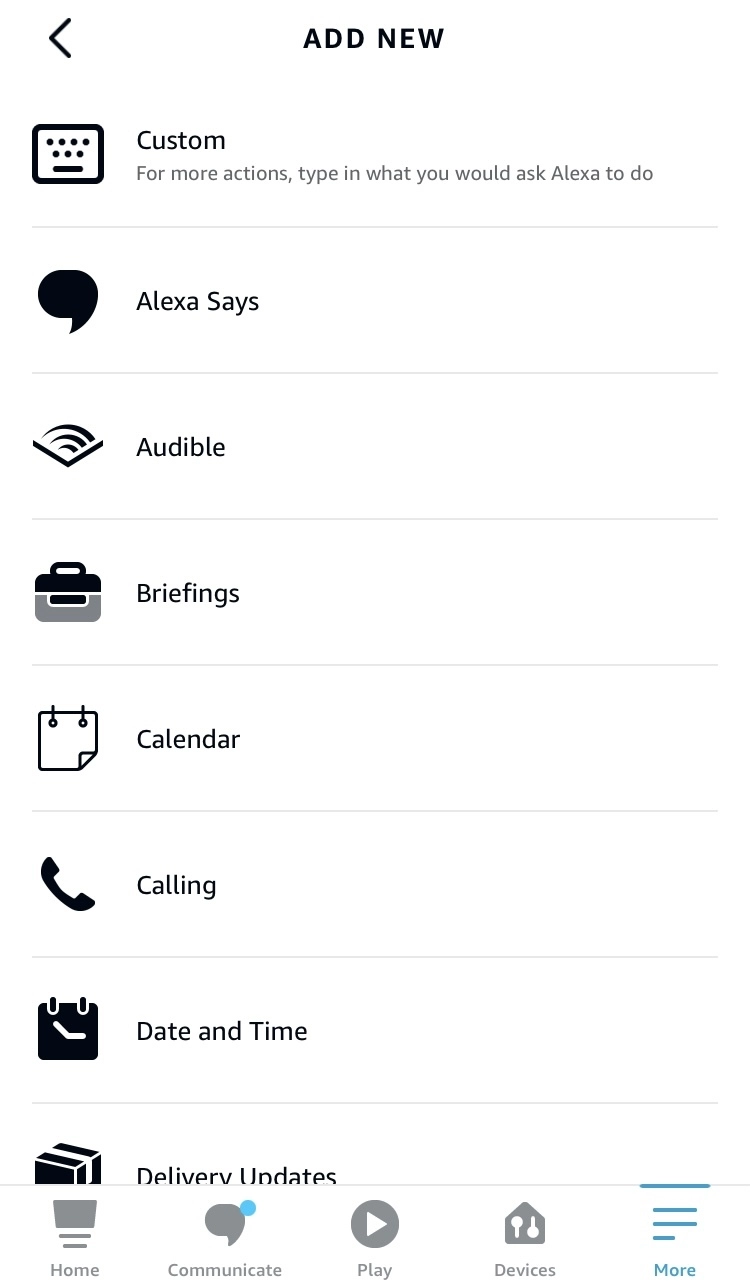 ADD NEW
Custom
For more actions, type in what you would ask Alexa to do
Alexa Says
Audible
Briefings
Calendar
Calling
Date and Time
Delivery Updates
Home
Communicate
Play
Devices
More